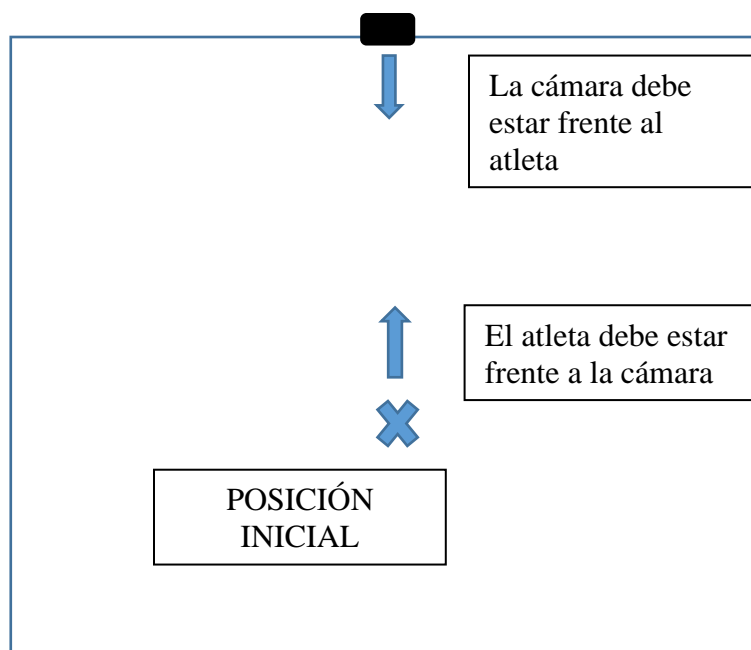 La cámara debe
estar frente al
atleta
El atleta debe estar
frente a la cámara
POSICIÓN
INICIAL